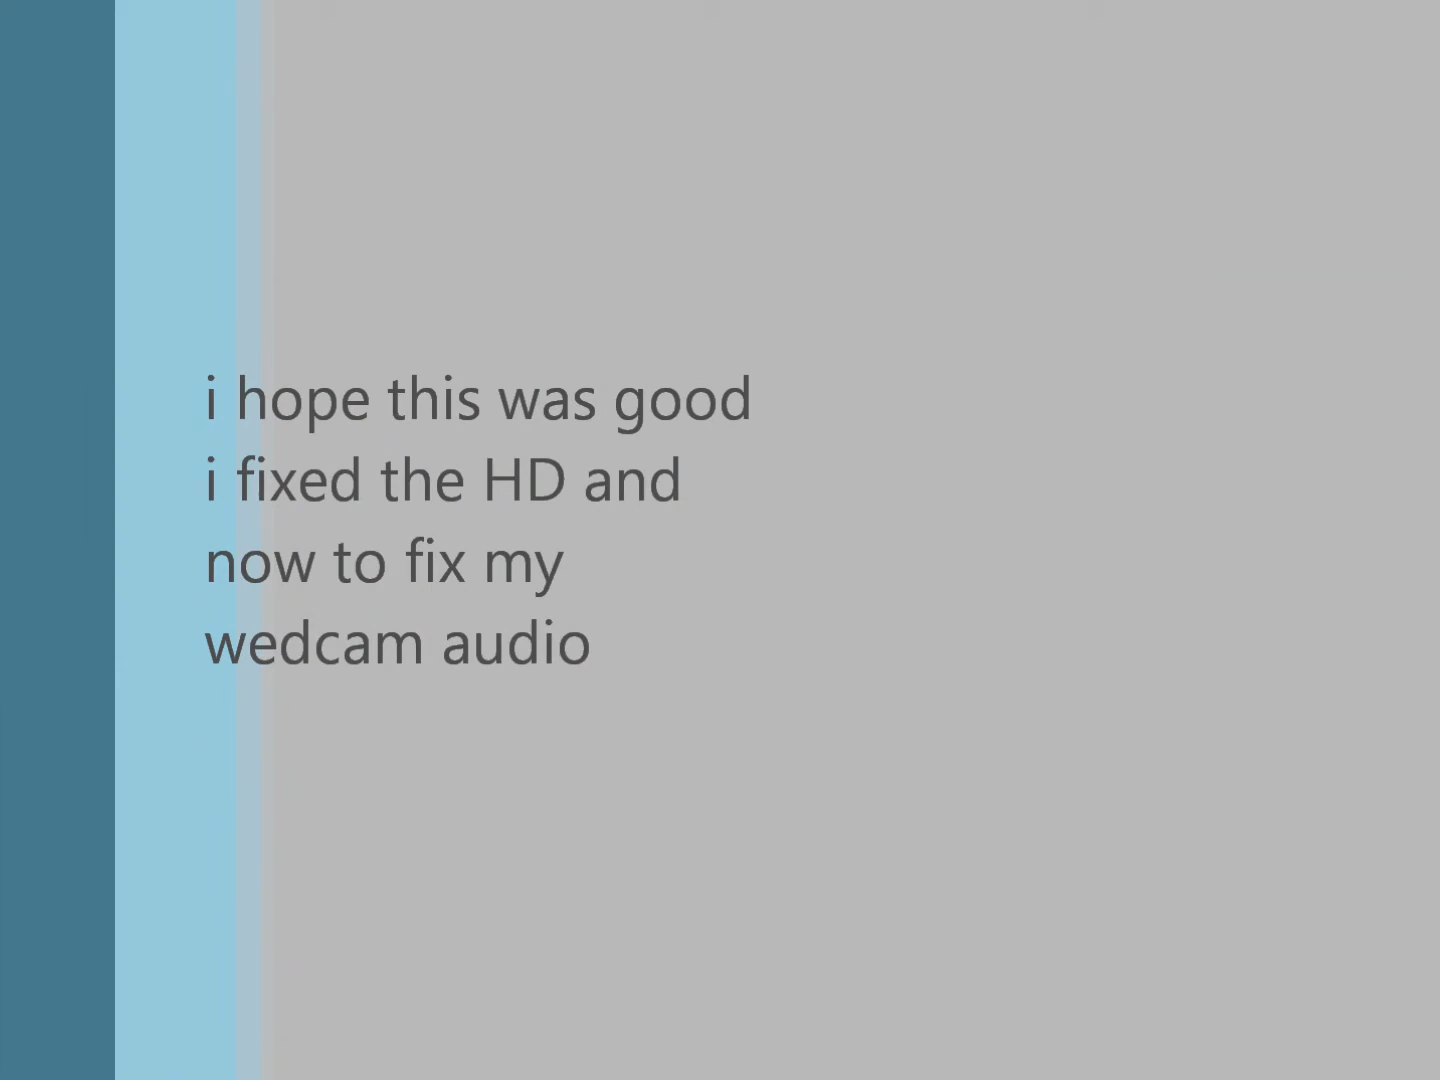 i hope this was good
i fixed the HD and
now to fix my
wedcam audio